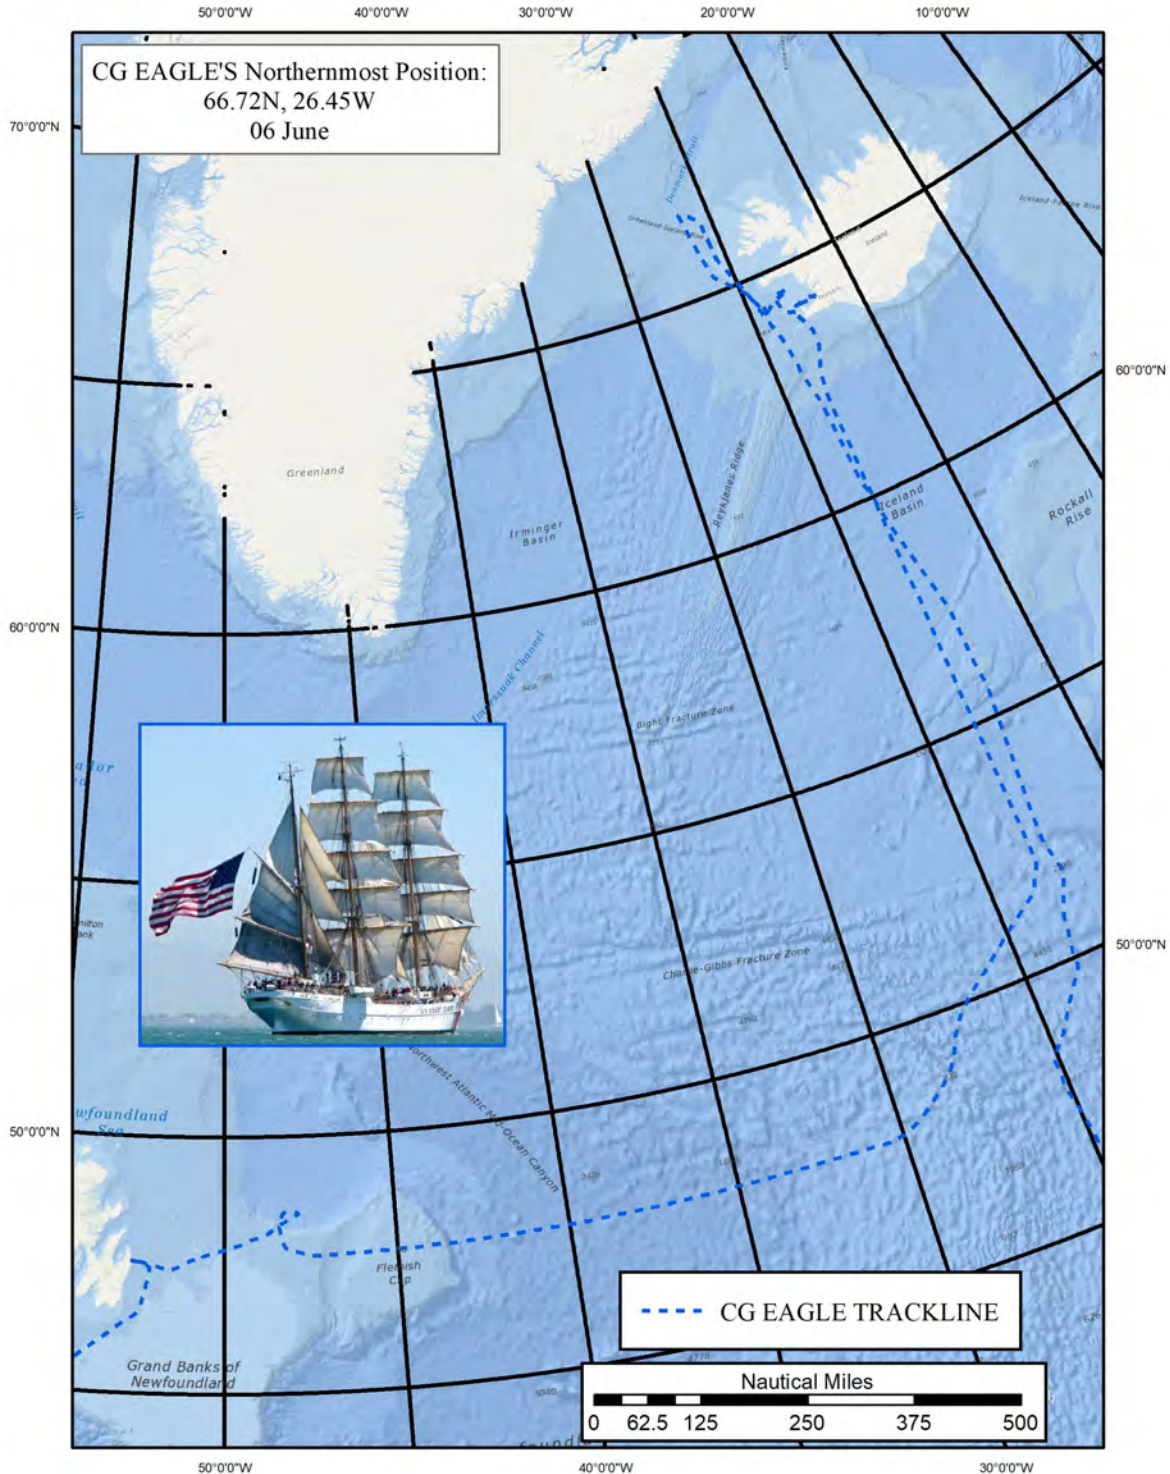 50°0'0"W 40°0'0"W 30°0'0"W 20°0'0"W 10°0'0"W
CG EAGLE'S Northernmost Position:
66.72N, 26.45W
06 June
70°0'0"N
Denmark Strait
Iceland
60°0'0"N
Greenland
Reykjanes Ridge
Iceland
Basin
Rockall
Rise
Irminger
Basin
60°0'0"N
Imarssuak Channel
Bight Fracture Zone
50°0'0"N
Charlie-Gibbs Fracture Zone
Northwest Atlantic Mid-Ocean Canyon
wfoundland
Sea
50°0'0"N
Flemish
Cap
CG EAGLE TRACKLINE
Grand Banks of
Newfoundland
Nautical Miles
0 62.5 125 250 375 500
50°0'0"W 40°0'0"W 30°0'0"W